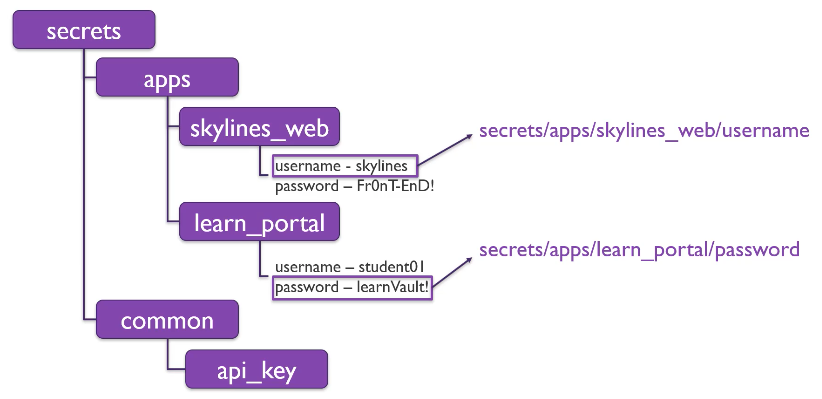 secrets
apps
skylines_web
secrets/apps/skylines_web/username
username - skylines
password – Fr0nT-EnD!
learn_portal
secrets/apps/learn_portal/password
username – student01
password – learnVault!
common
api_key